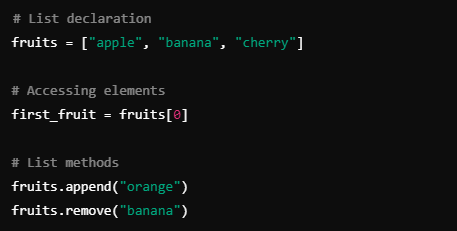 # List declaration
fruits = ["apple", "banana", "cherry"]
# Accessing elements
first_fruit = fruits[0]
# List methods
fruits.append("orange")
fruits.remove("banana")